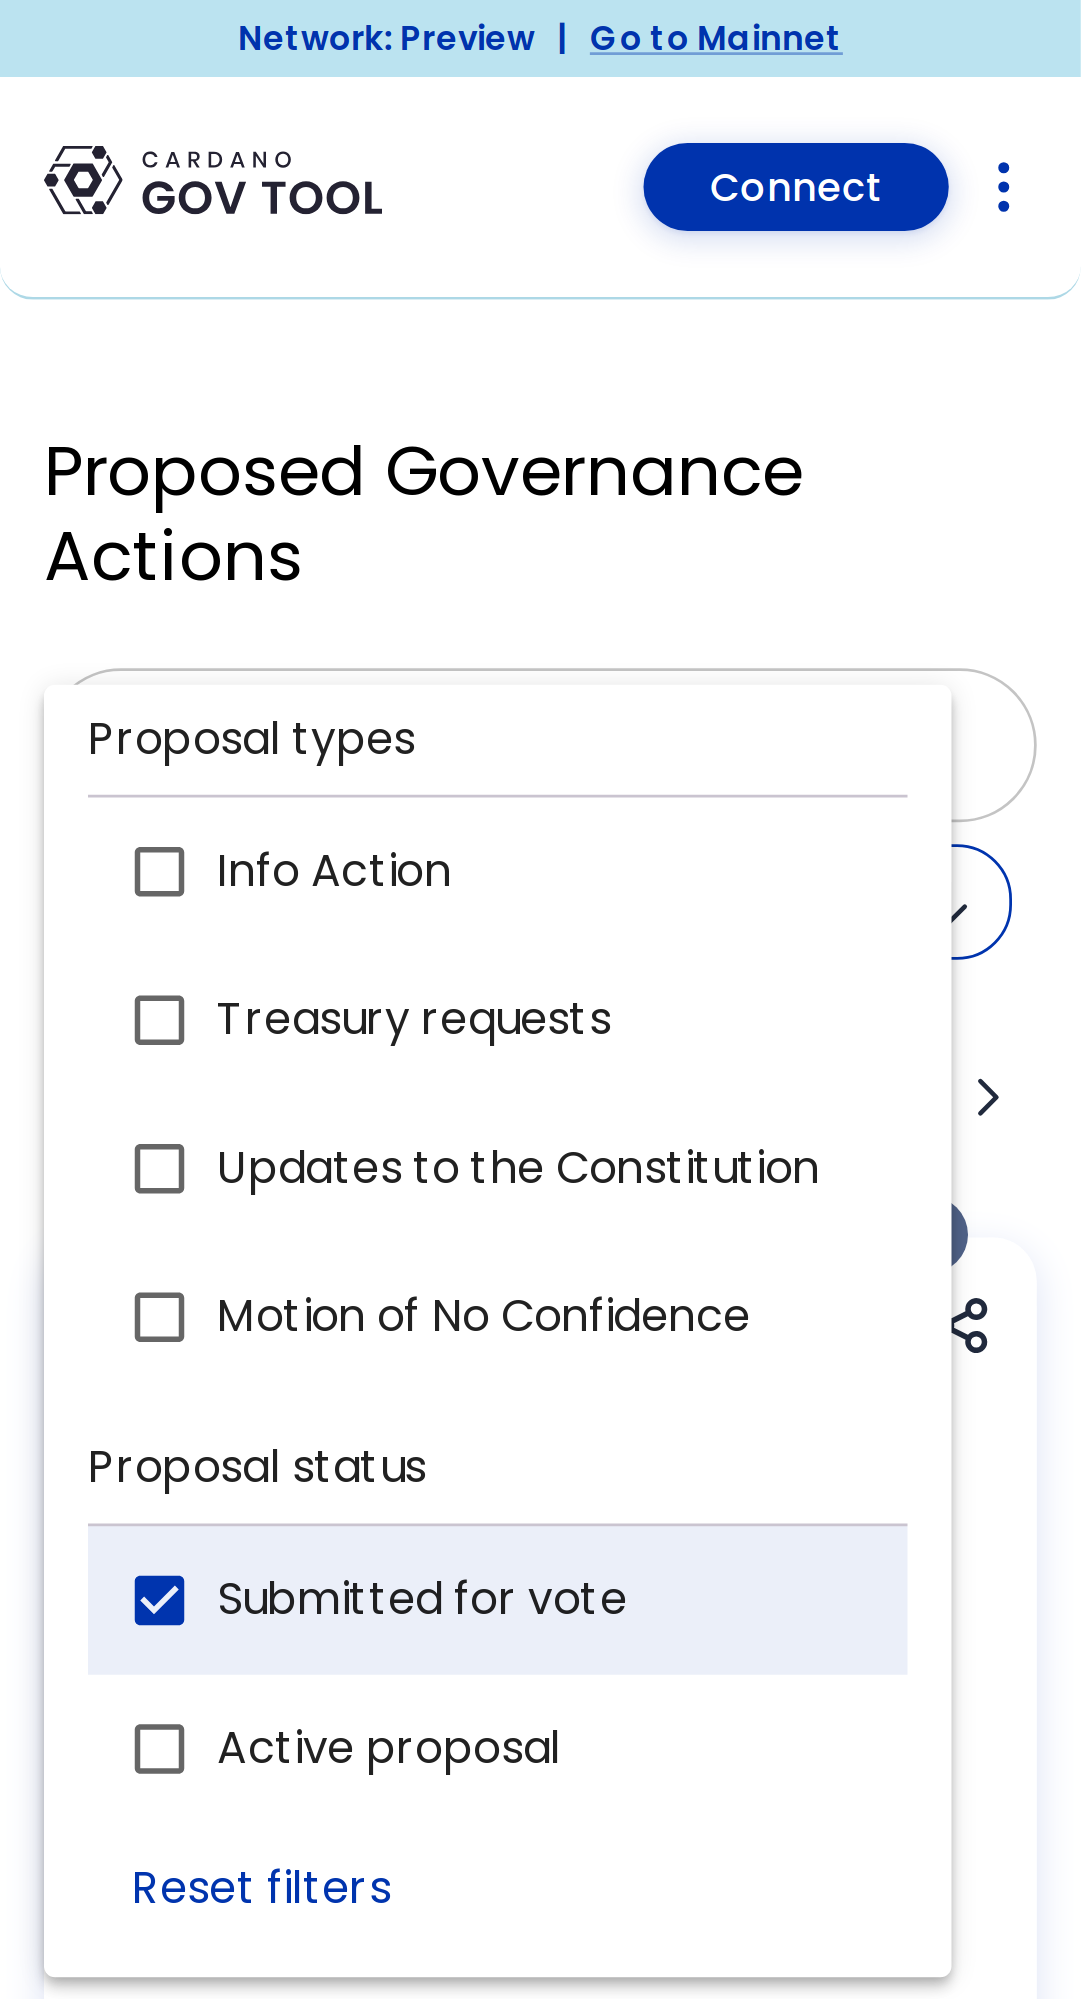 Network: Preview | Go to Mainnet
CARDANO
GOV TOOL
Connect
Proposed Governance
Actions
Proposal types
Info Action
Treasury requests
Updates to the Constitution
Motion of No Confidence
Proposal status
Submitted for vote
Active proposal
Reset filters